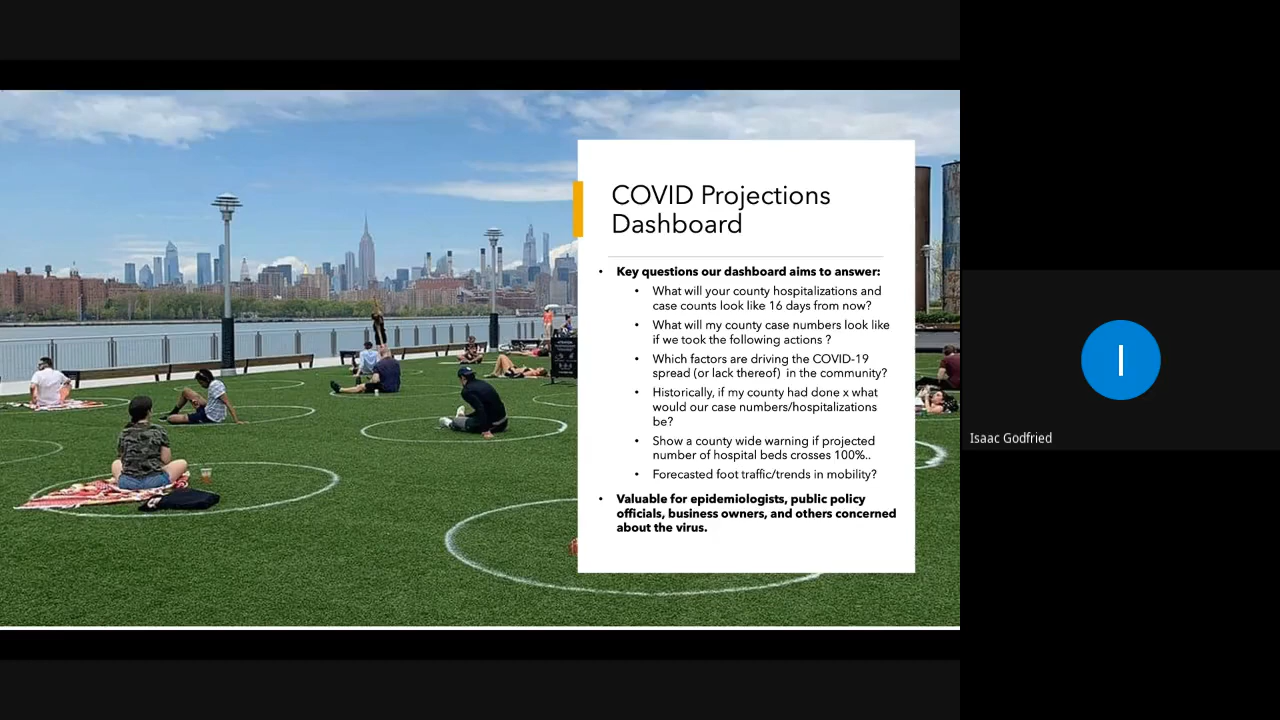 COVID Projections
Dashboard
• Key questions our dashboard aims to answer:
• What will your county hospitalizations and
case counts look like 16 days from now?
• What will my county case numbers look like
if we took the following actions ?
• Which factors are driving the COVID-19
spread (or lack thereof) in the community?
• Historically, if my county had done x what
would our case numbers/hospitalizations
be?
• Show a county wide warning if projected
number of hospital beds crosses 100%..
• Forecasted foot traffic/trends in mobility?
• Valuable for epidemiologists, public policy
officials, business owners, and others concerned
about the virus.
I
Isaac Godfried